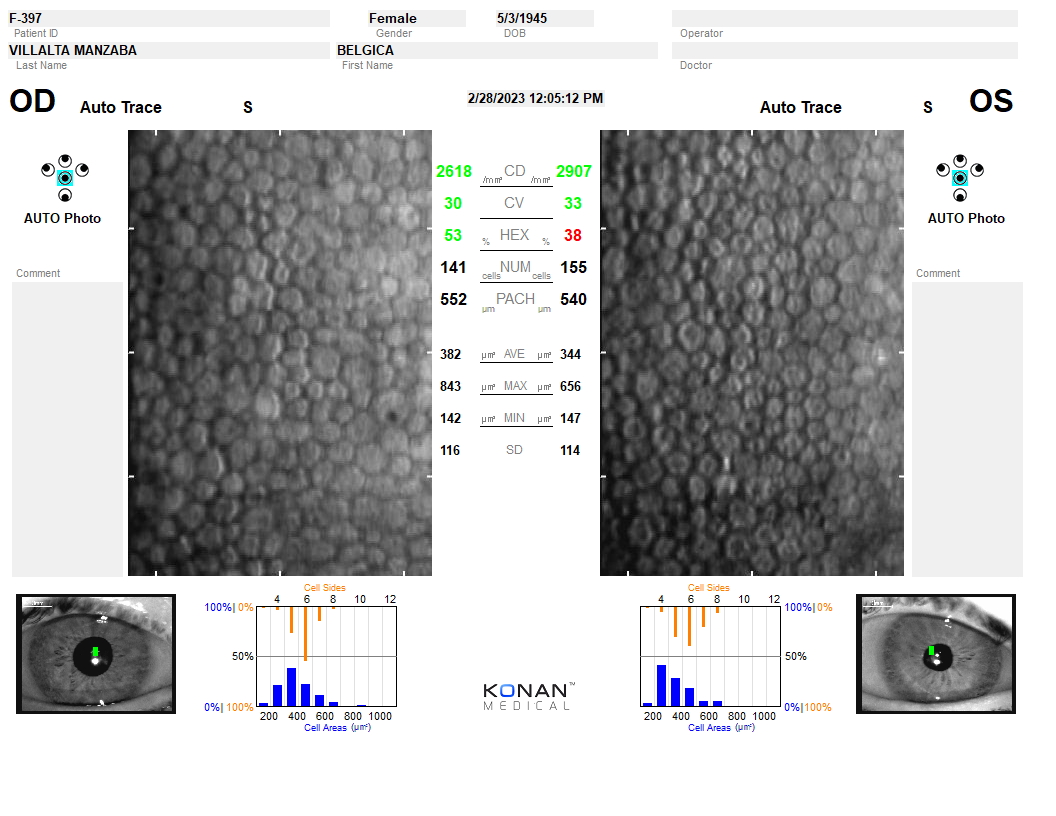 F-397 Female 5/3/1945
Patient ID Gender DOB Operator
VILLALTA MANZABA BELGICA
Last Name First Name Doctor
OD Auto Trace S 2/28/2023 12:05:12 PM Auto Trace S OS
2618 /mm² CD /mm² 2907
30 CV 33
AUTO Photo AUTO Photo
53 % HEX % 38
141 cells NUM cells 155
Comment Comment
552 µm PACH µm 540
382 µm² AVE µm² 344
843 µm² MAX µm² 656
142 µm² MIN µm² 147
116 SD 114
Cell Sides Cell Sides
4 6 8 10 12 4 6 8 10 12
100%| 0% 100%| 0%
50% 50%
KONAN™
MEDICAL
0%| 100% 0%| 100%
200 400 600 800 1000 200 400 600 800 1000
Cell Areas (µm²) Cell Areas (µm²)